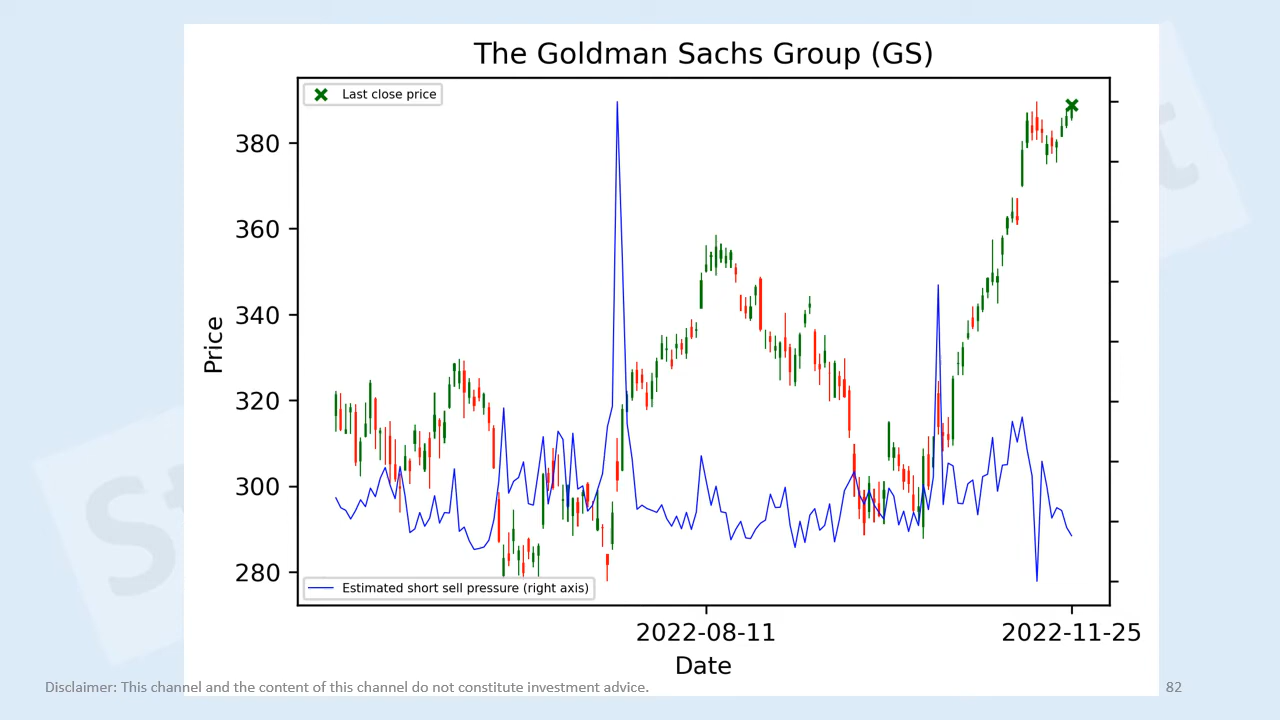 The Goldman Sachs Group (GS)
Last close price
380
360
340
320
300
280
Price
Estimated short sell pressure (right axis)
2022-08-11
2022-11-25
Date
Disclaimer: This channel and the content of this channel do not constitute investment advice.
82